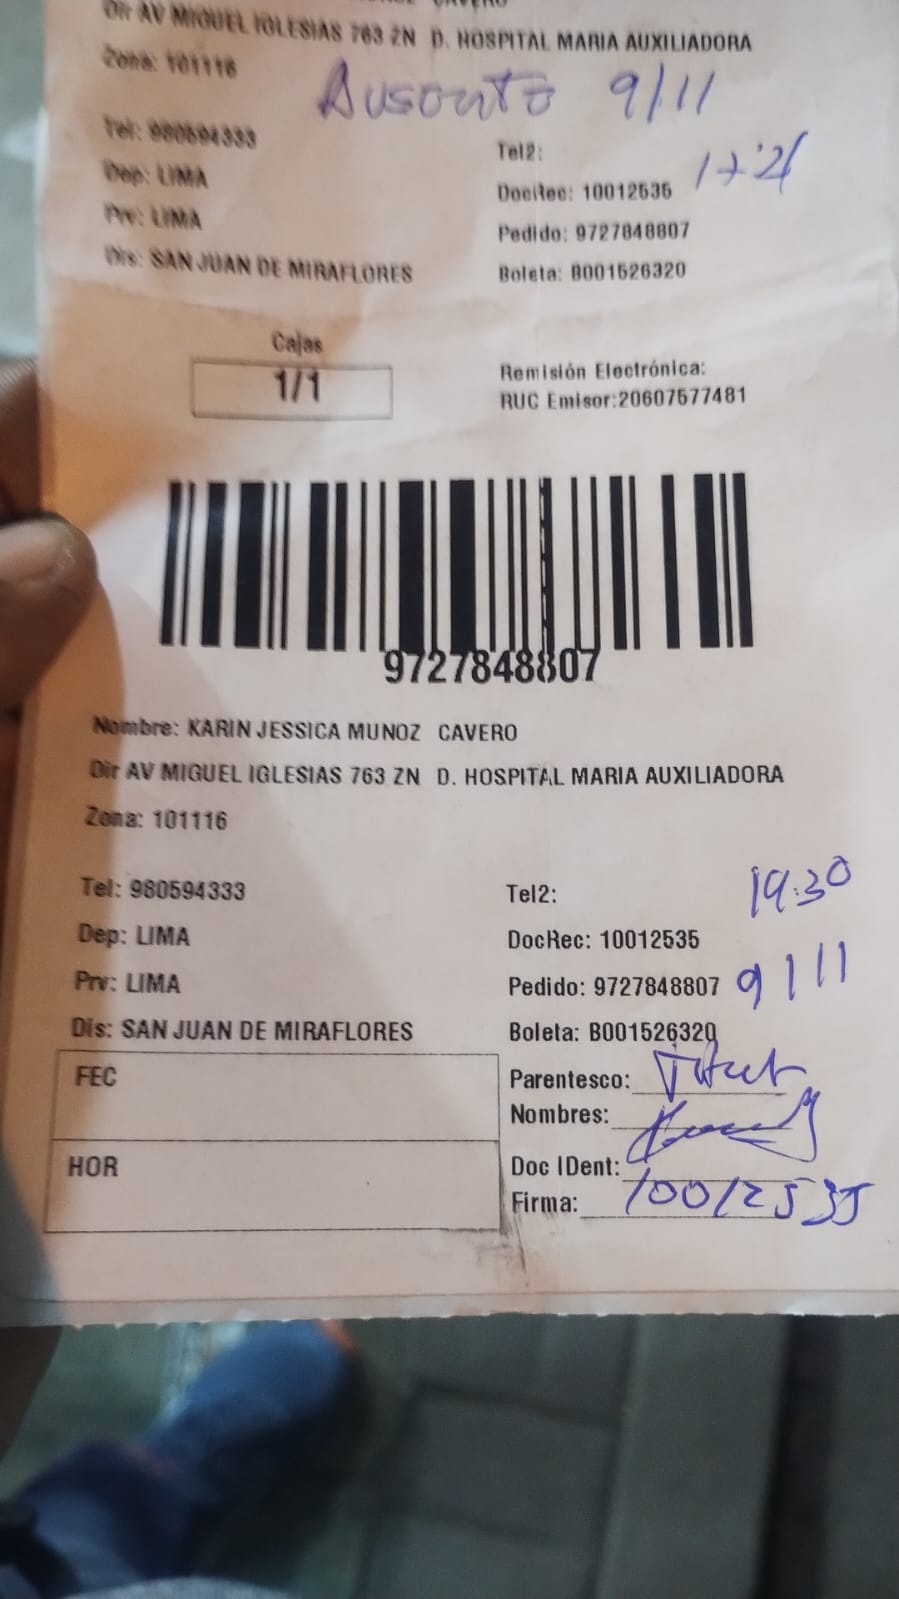 CAVERO
Dir AV MIGUEL IGLESIAS 763 ZN D. HOSPITAL MARIA AUXILIADORA
Zona: 101116
Ausente 9/11
Tel: 980594333
Tel2:
Dep: LIMA
DocRec: 10012535
Prv: LIMA
Pedido: 9727848807
Dis: SAN JUAN DE MIRAFLORES
Boleta: B001526320
Cajas
1/1
Remisión Electrónica:
RUC Emisor:20607577481
9727848807
Nombre: KARIN JESSICA MUNOZ CAVERO
Dir AV MIGUEL IGLESIAS 763 ZN D. HOSPITAL MARIA AUXILIADORA
Zona: 101116
19:30
Tel: 980594333
Tel2:
Dep: LIMA
DocRec: 10012535
Prv: LIMA
Pedido: 9727848807
9/11
Dis: SAN JUAN DE MIRAFLORES
Boleta: B001526320
FEC
Parentesco:
Nombres:
HOR
Doc IDent:
Firma: 10012535